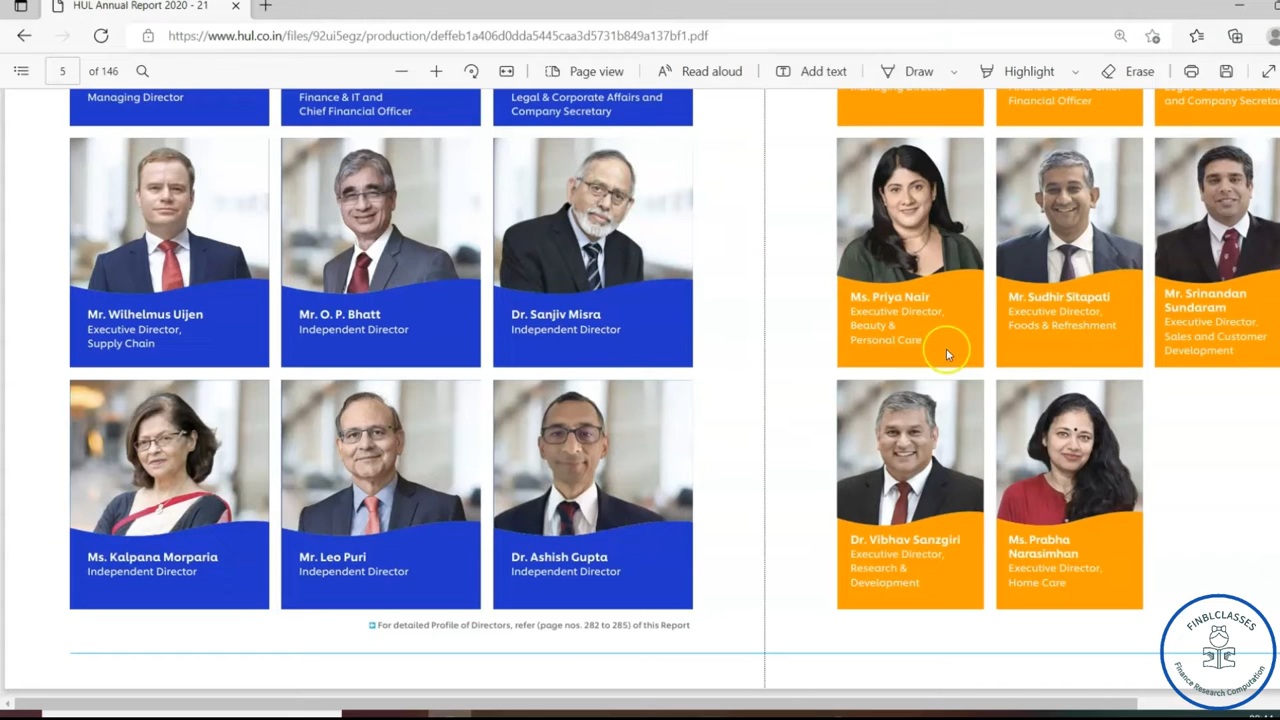 HUL Annual Report 2020 - 21
https://www.hul.co.in/files/92ui5egz/production/deffeb1a406d0dda5445caa3d5731b849a137bf1.pdf
5 of 146
Page view
Read aloud
Add text
Draw
Highlight
Erase
Managing Director
Finance & IT and
Chief Financial Officer
Legal & Corporate Affairs and
Company Secretary
Financial Officer
Mr. Wilhelmus Uijen
Executive Director,
Supply Chain
Mr. O. P. Bhatt
Independent Director
Dr. Sanjiv Misra
Independent Director
Ms. Kalpana Morparia
Independent Director
Mr. Leo Puri
Independent Director
Dr. Ashish Gupta
Independent Director
For detailed Profile of Directors, refer (page nos. 282 to 285) of this Report
Ms. Priya Nair
Executive Director,
Beauty &
Personal Care
Mr. Sudhir Sitapati
Executive Director,
Foods & Refreshment
Mr. Srinandan
Sundaram
Executive Director,
Sales and Customer
Development
Dr. Vibhav Sanzgiri
Executive Director,
Research &
Development
Ms. Prabha
Narasimhan
Executive Director,
Home Care
FINBLCLASSES
Finance Research Computation